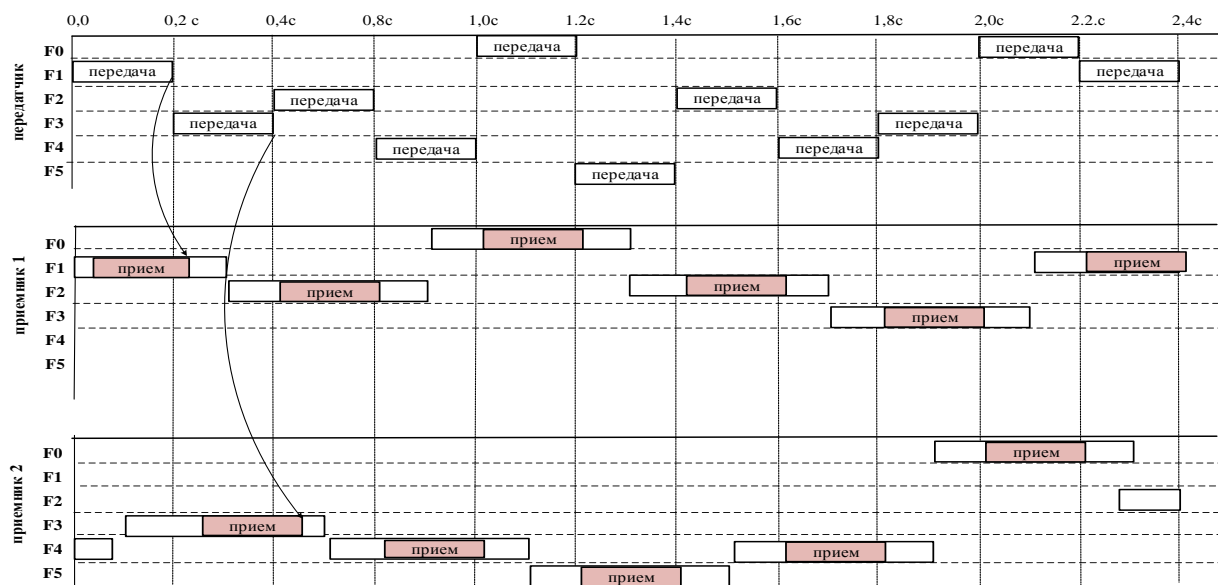 0,0 0,2с 0,4с 0,8с 1,0с 1.2с 1,4с 1,6с 1,8с 2,0с 2.2с 2,4с
передатчик
F0 передача передача
F1 передача передача
F2 передача передача
F3 передача передача
F4 передача передача
F5 передача
приемник 1
F0 прием
F1 прием прием
F2 прием прием
F3 прием
F4
F5
приемник 2
F0 прием
F1
F2
F3 прием
F4 прием прием
F5 прием